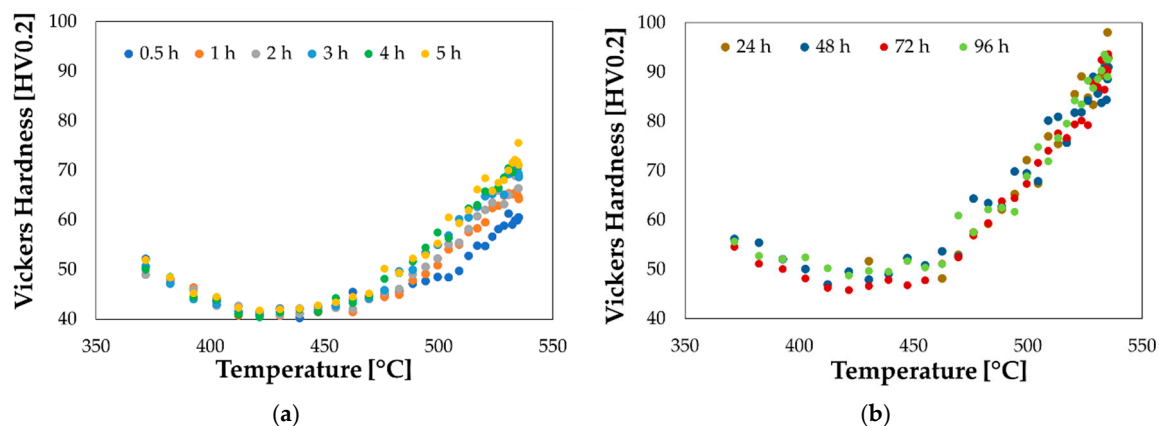 100
90
80
70
60
50
40
Vickers Hardness [HV0.2]
0.5 h 1 h 2 h 3 h 4 h 5 h
350 400 450 500 550
Temperature [°C]
(a)
100
90
80
70
60
50
40
Vickers Hardness [HV0.2]
24 h 48 h 72 h 96 h
350 400 450 500 550
Temperature [°C]
(b)